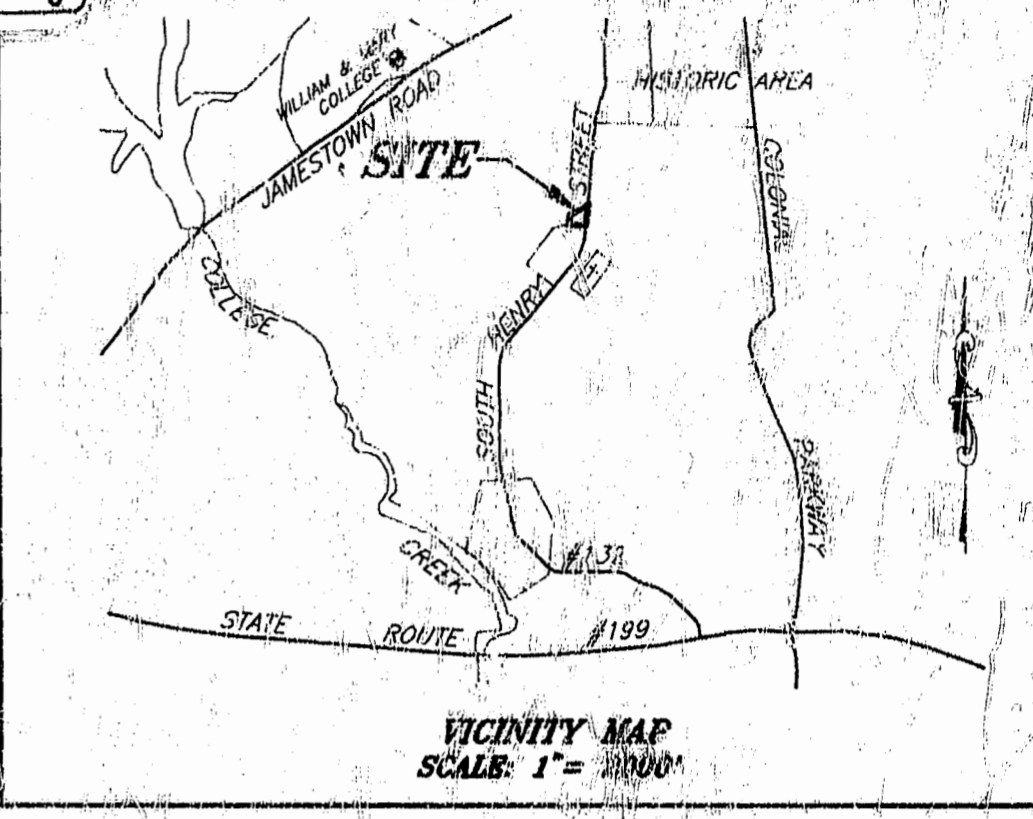 WILLIAM & MARY
COLLEGE
HISTORIC AREA
JAMESTOWN ROAD
SITE
STREET
COLONIAL
COLLEGE
HENRY
SOUTH
PARKWAY
CREEK
STATE ROUTE #199
VICINITY MAP
SCALE: 1"=